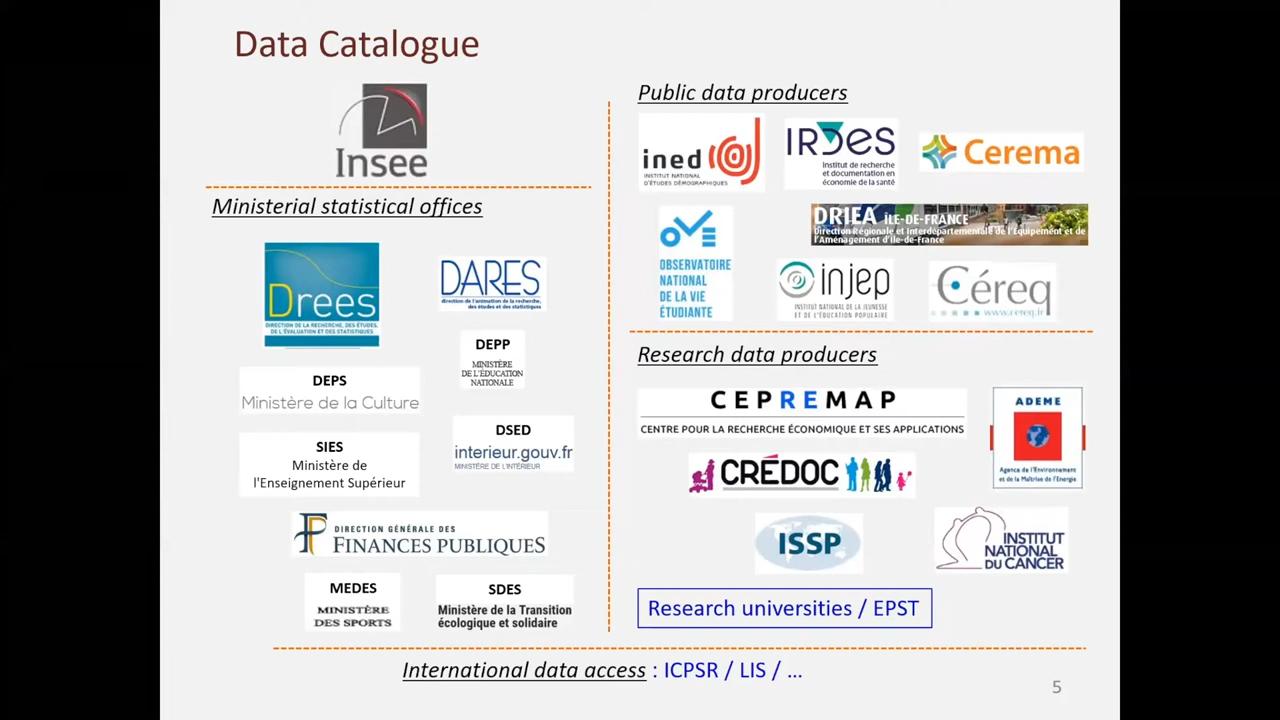 Data Catalogue
Insee
Ministerial statistical offices
Drees
DIRECTION DE LA RECHERCHE, DES ÉTUDES,
DE L'ÉVALUATION ET DES STATISTIQUES
DARES
direction de l'animation de la recherche,
des études et des statistiques
DEPP
MINISTÈRE
DE L'ÉDUCATION
NATIONALE
DEPS
Ministère de la Culture
SIES
Ministère de
l'Enseignement Supérieur
DSED
interieur.gouv.fr
MINISTÈRE DE L'INTÉRIEUR
DIRECTION GÉNÉRALE DES
FINANCES PUBLIQUES
MEDES
MINISTÈRE
DES SPORTS
SDES
Ministère de la Transition
écologique et solidaire
Public data producers
ined
INSTITUT NATIONAL
D'ÉTUDES DÉMOGRAPHIQUES
IRDES
Institut de recherche
et documentation en
économie de la santé
Cerema
OVE
OBSERVATOIRE
NATIONAL
DE LA VIE
ÉTUDIANTE
DRIEA ÎLE-DE-FRANCE
Direction Régionale et Interdépartementale de l'Équipement et de
l'Aménagement d'Île-de-France
injep
INSTITUT NATIONAL DE LA JEUNESSE
ET DE L'ÉDUCATION POPULAIRE
Céreq
www.cereq.fr
Research data producers
CEPREMAP
CENTRE POUR LA RECHERCHE ÉCONOMIQUE ET SES APPLICATIONS
ADEME
Agence de l'Environnement
et de la Maîtrise de l'Energie
CRÉDOC
ISSP
INSTITUT
NATIONAL
DU CANCER
Research universities / EPST
International data access : ICPSR / LIS / ...
5